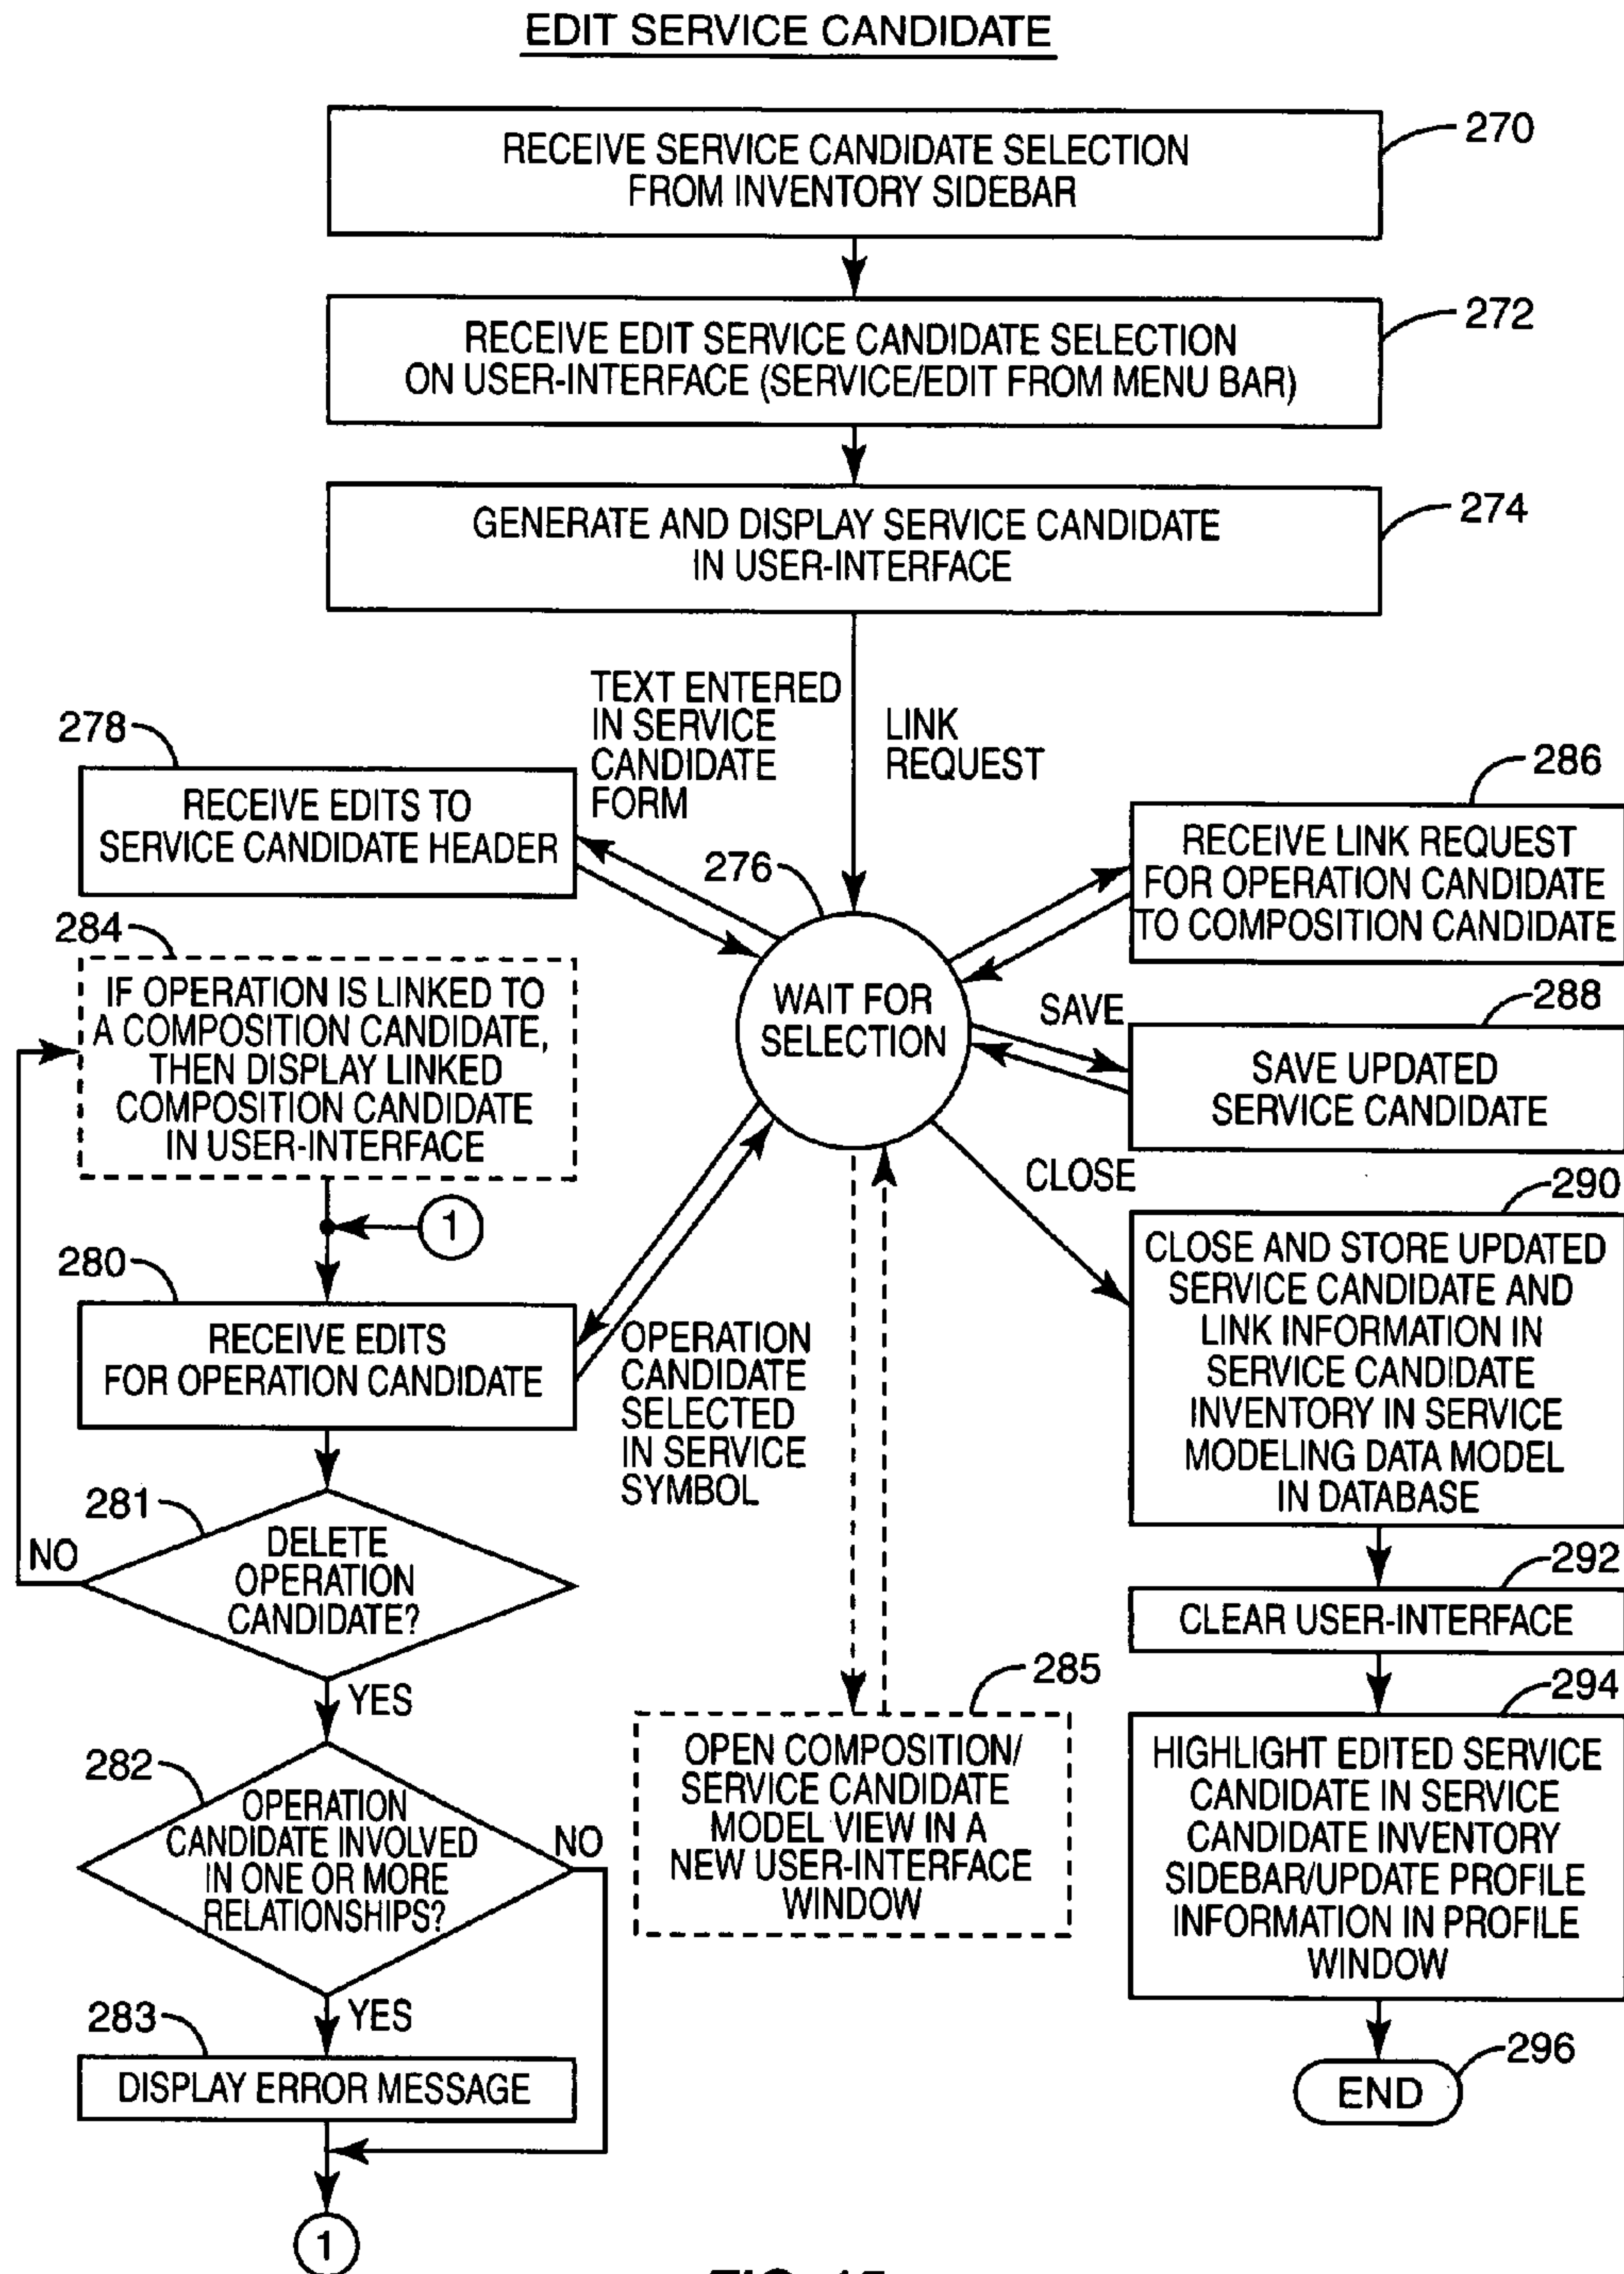 EDIT SERVICE CANDIDATE
RECEIVE SERVICE CANDIDATE SELECTION
FROM INVENTORY SIDEBAR
270
RECEIVE EDIT SERVICE CANDIDATE SELECTION
ON USER-INTERFACE (SERVICE/EDIT FROM MENU BAR)
272
GENERATE AND DISPLAY SERVICE CANDIDATE
IN USER-INTERFACE
274
TEXT ENTERED
IN SERVICE
CANDIDATE
FORM
LINK
REQUEST
278
RECEIVE EDITS TO
SERVICE CANDIDATE HEADER
276
WAIT FOR
SELECTION
286
RECEIVE LINK REQUEST
FOR OPERATION CANDIDATE
TO COMPOSITION CANDIDATE
284
IF OPERATION IS LINKED TO
A COMPOSITION CANDIDATE,
THEN DISPLAY LINKED
COMPOSITION CANDIDATE
IN USER-INTERFACE
SAVE
288
SAVE UPDATED
SERVICE CANDIDATE
CLOSE
1
280
RECEIVE EDITS
FOR OPERATION CANDIDATE
OPERATION
CANDIDATE
SELECTED
IN SERVICE
SYMBOL
290
CLOSE AND STORE UPDATED
SERVICE CANDIDATE AND
LINK INFORMATION IN
SERVICE CANDIDATE
INVENTORY IN SERVICE
MODELING DATA MODEL
IN DATABASE
281
DELETE
OPERATION
CANDIDATE?
NO
YES
292
CLEAR USER-INTERFACE
282
OPERATION
CANDIDATE INVOLVED
IN ONE OR MORE
RELATIONSHIPS?
NO
YES
285
OPEN COMPOSITION/
SERVICE CANDIDATE
MODEL VIEW IN A
NEW USER-INTERFACE
WINDOW
294
HIGHLIGHT EDITED SERVICE
CANDIDATE IN SERVICE
CANDIDATE INVENTORY
SIDEBAR/UPDATE PROFILE
INFORMATION IN PROFILE
WINDOW
283
DISPLAY ERROR MESSAGE
296
END
1